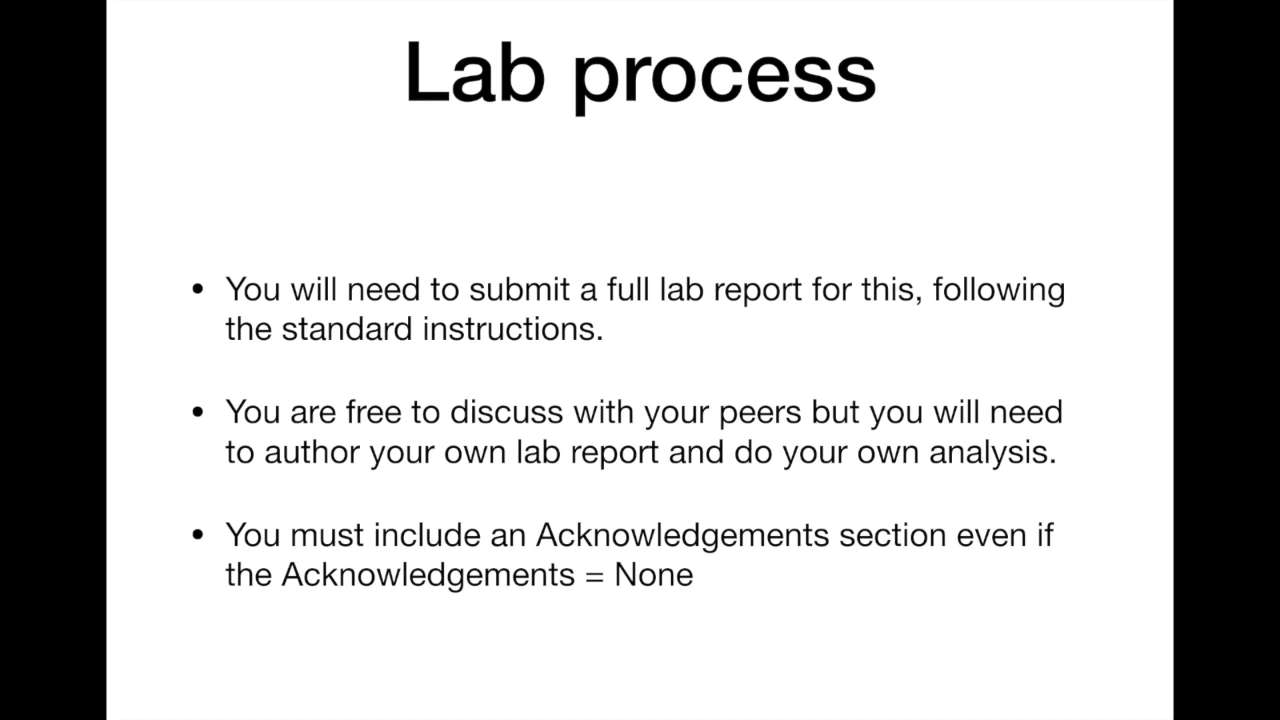 Lab process
• You will need to submit a full lab report for this, following
the standard instructions.
• You are free to discuss with your peers but you will need
to author your own lab report and do your own analysis.
• You must include an Acknowledgements section even if
the Acknowledgements = None